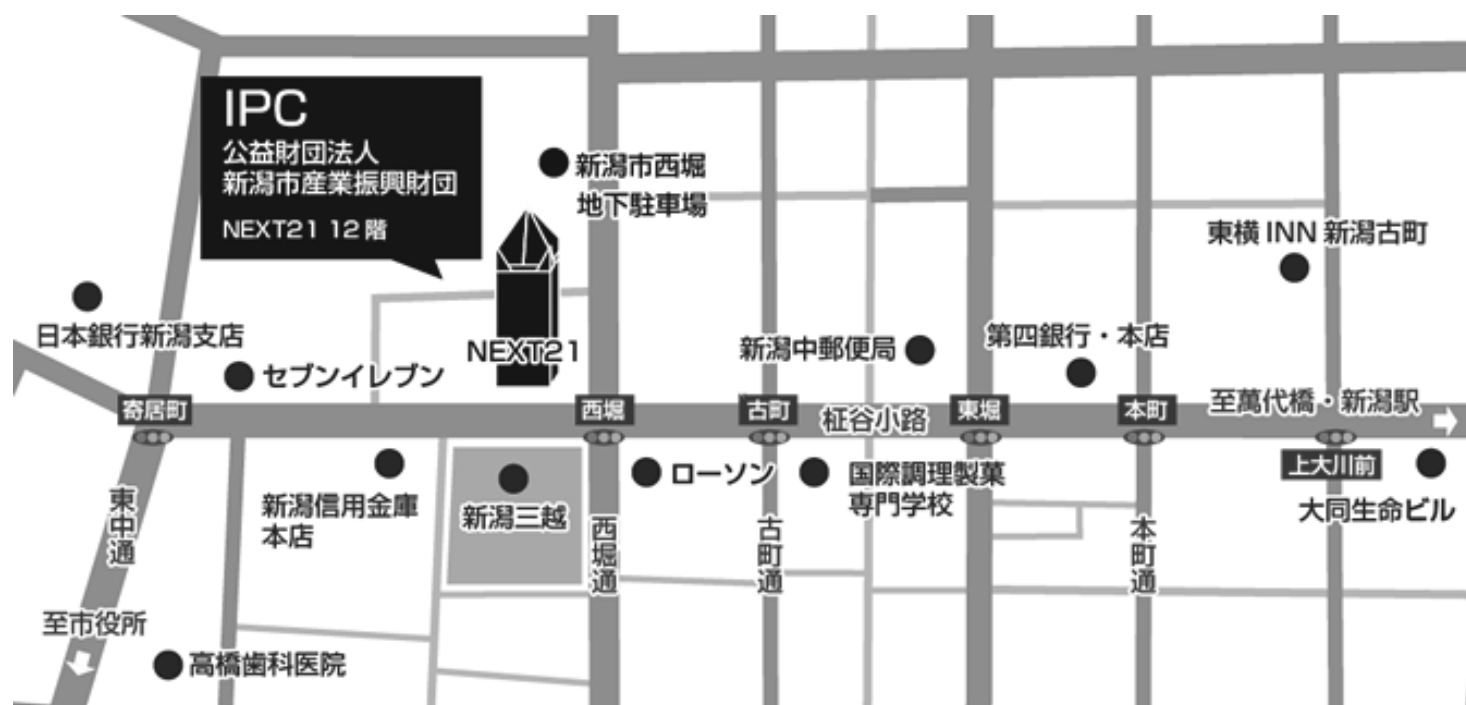 IPC
公益財団法人
新潟市産業振興財団
NEXT21 12階
新潟市西堀
地下駐車場
東横 INN 新潟古町
日本銀行新潟支店
セブンイレブン
NEXT21
新潟中郵便局
第四銀行・本店
寄居町
西堀
古町
柾谷小路
東堀
本町
至萬代橋・新潟駅
上大川前
新潟信用金庫
本店
新潟三越
ローソン
国際調理製菓
専門学校
大同生命ビル
東中通
西堀通
古町通
本町通
至市役所
高橋歯科医院